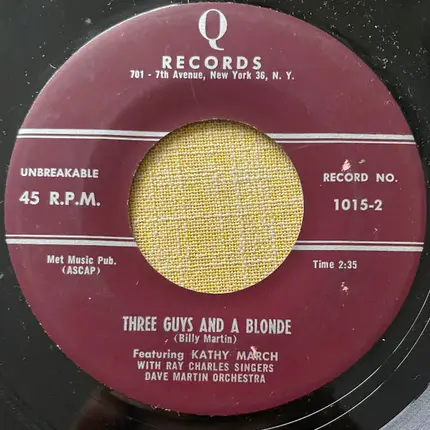 Q
RECORDS
701 - 7th Avenue, New York 36, N. Y.
UNBREAKABLE
45 R.P.M.
RECORD NO.
1015-2
Met Music Pub.
(ASCAP)
Time 2:35
THREE GUYS AND A BLONDE
(Billy Martin)
Featuring KATHY MARCH
WITH RAY CHARLES SINGERS
DAVE MARTIN ORCHESTRA